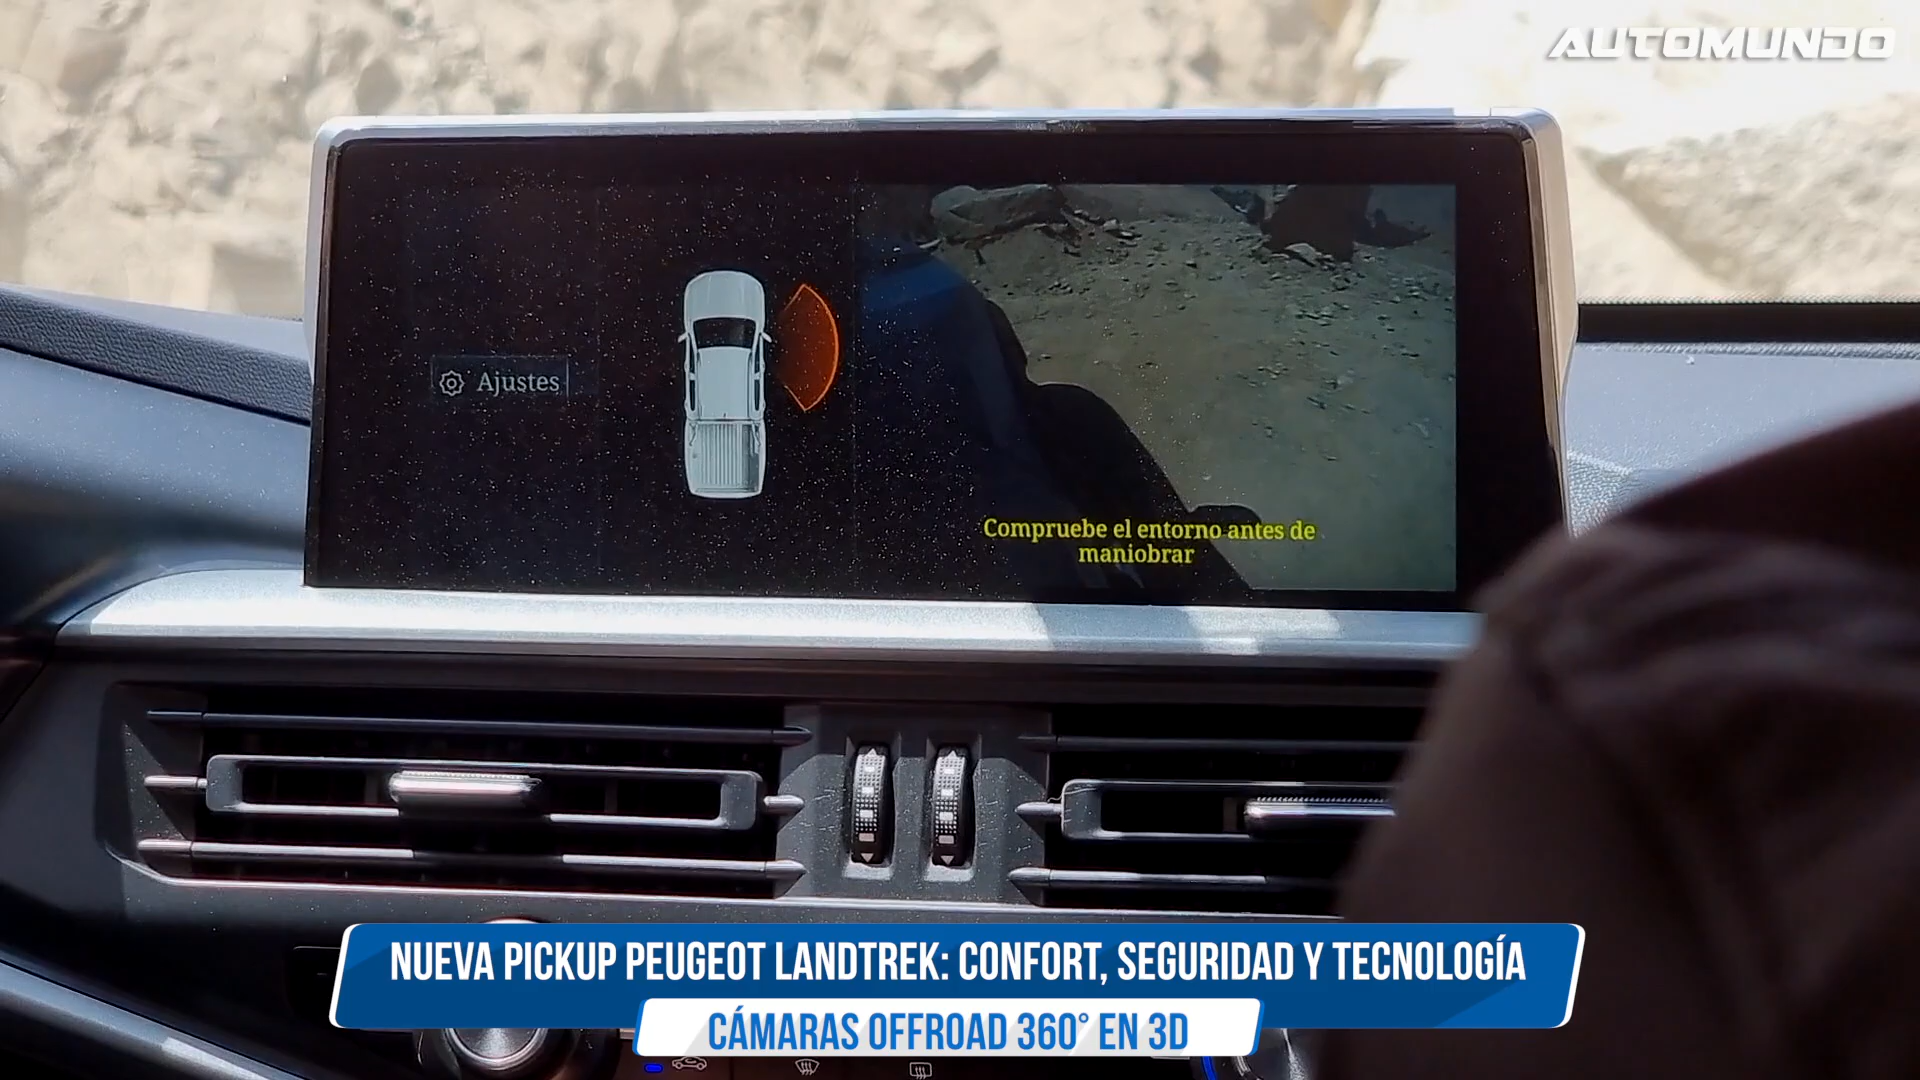 AUTOMUNDO
Ajustes
Compruebe el entorno antes de
maniobrar
NUEVA PICKUP PEUGEOT LANDTREK: CONFORT, SEGURIDAD Y TECNOLOGÍA
CÁMARAS OFFROAD 360° EN 3D